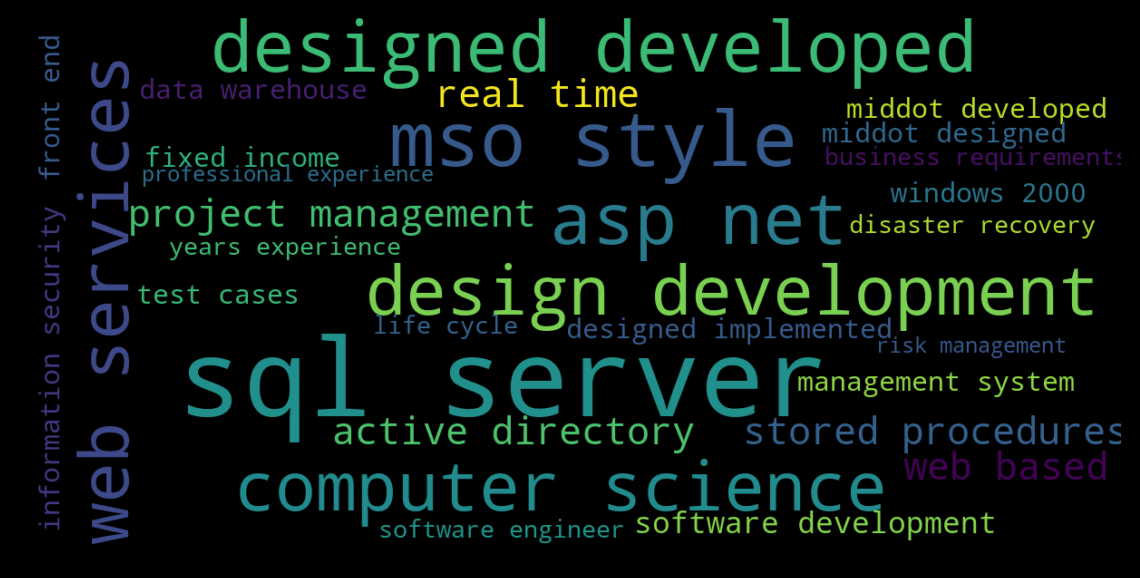 designed developed
data warehouse
real time
middot developed
mso style
middot designed
fixed income
business requirements
professional experience
windows 2000
project management
asp net
disaster recovery
years experience
test cases
design development
life cycle
designed implemented
risk management
sql server
management system
active directory
stored procedures
web based
computer science
software engineer
software development
front end
information security
web services